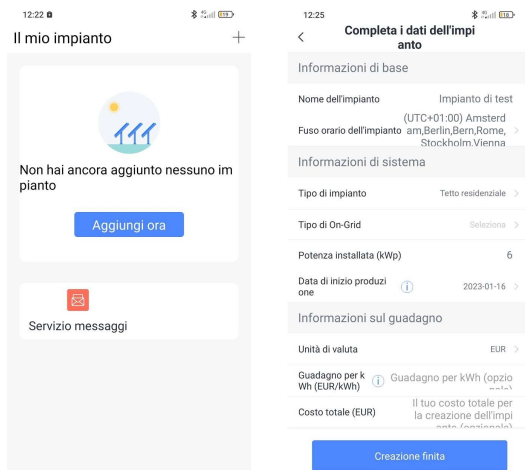 12:22
4G
19
Il mio impianto
Non hai ancora aggiunto nessuno im
pianto
Aggiungi ora
Servizio messaggi
12:25
4G
18
Completa i dati dell'impi
anto
Informazioni di base
Nome dell'impianto Impianto di test
Fuso orario dell'impianto (UTC+01:00) Amsterd
am,Berlin,Bern,Rome,
Stockholm,Vienna
Informazioni di sistema
Tipo di impianto Tetto residenziale
Tipo di On-Grid Seleziona
Potenza installata (kWp) 6
Data di inizio produzi
one 2023-01-16
Informazioni sul guadagno
Unità di valuta EUR
Guadagno per k
Wh (EUR/kWh) Guadagno per kWh (opzio
nale)
Costo totale (EUR) Il tuo costo totale per
la creazione dell'impi
anto (opzionale)
Creazione finita